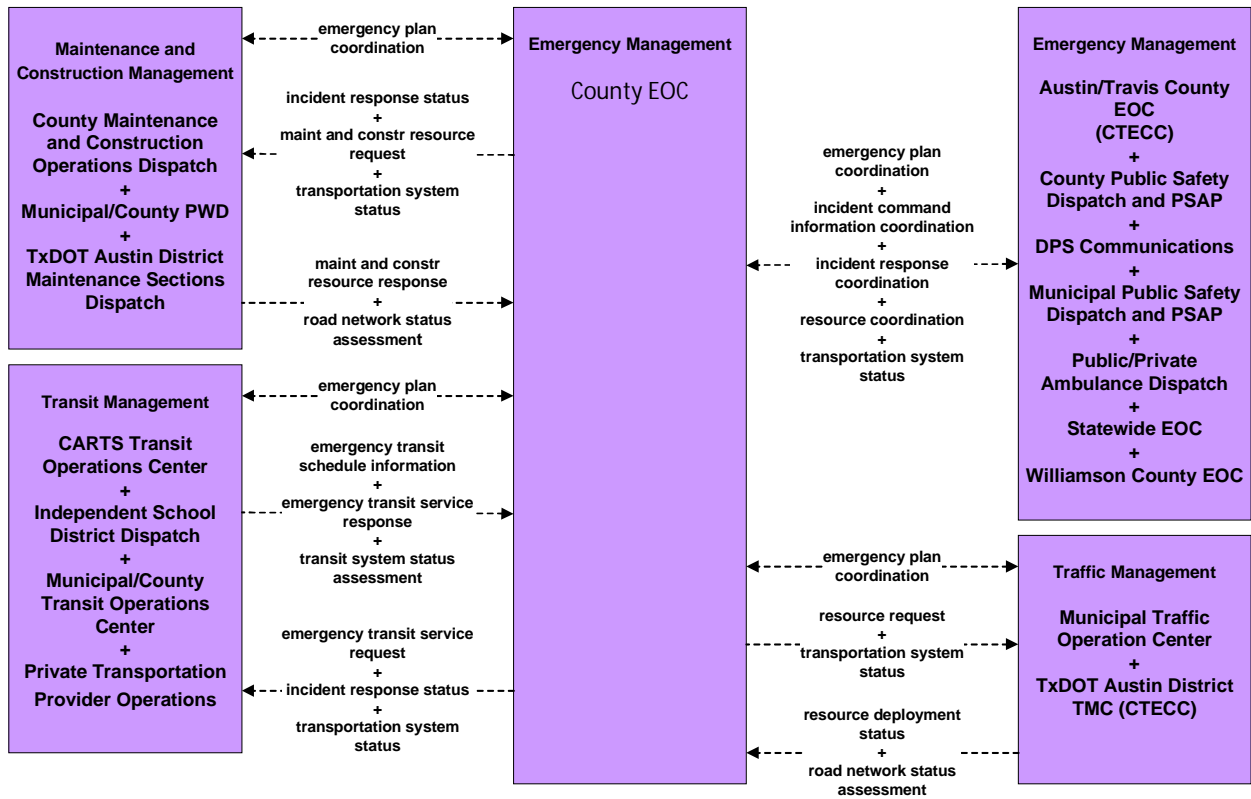 Maintenance and
Construction Management
County Maintenance
and Construction
Operations Dispatch
+
Municipal/County PWD
+
TxDOT Austin District
Maintenance Sections
Dispatch
emergency plan
coordination
incident response status
+
maint and constr resource
request
+
transportation system
status
maint and constr
resource response
+
road network status
assessment
Transit Management
CARTS Transit
Operations Center
+
Independent School
District Dispatch
+
Municipal/County
Transit Operations
Center
+
Private Transportation
Provider Operations
emergency plan
coordination
emergency transit
schedule information
+
emergency transit service
response
+
transit system status
assessment
emergency transit service
request
+
incident response status
+
transportation system
status
Emergency Management
County EOC
emergency plan
coordination
+
incident command
information coordination
+
incident response
coordination
+
resource coordination
+
transportation system
status
Emergency Management
Austin/Travis County
EOC
(CTECC)
+
County Public Safety
Dispatch and PSAP
+
DPS Communications
+
Municipal Public Safety
Dispatch and PSAP
+
Public/Private
Ambulance Dispatch
+
Statewide EOC
+
Williamson County EOC
emergency plan
coordination
resource request
+
transportation system
status
resource deployment
status
+
road network status
assessment
Traffic Management
Municipal Traffic
Operation Center
+
TxDOT Austin District
TMC (CTECC)